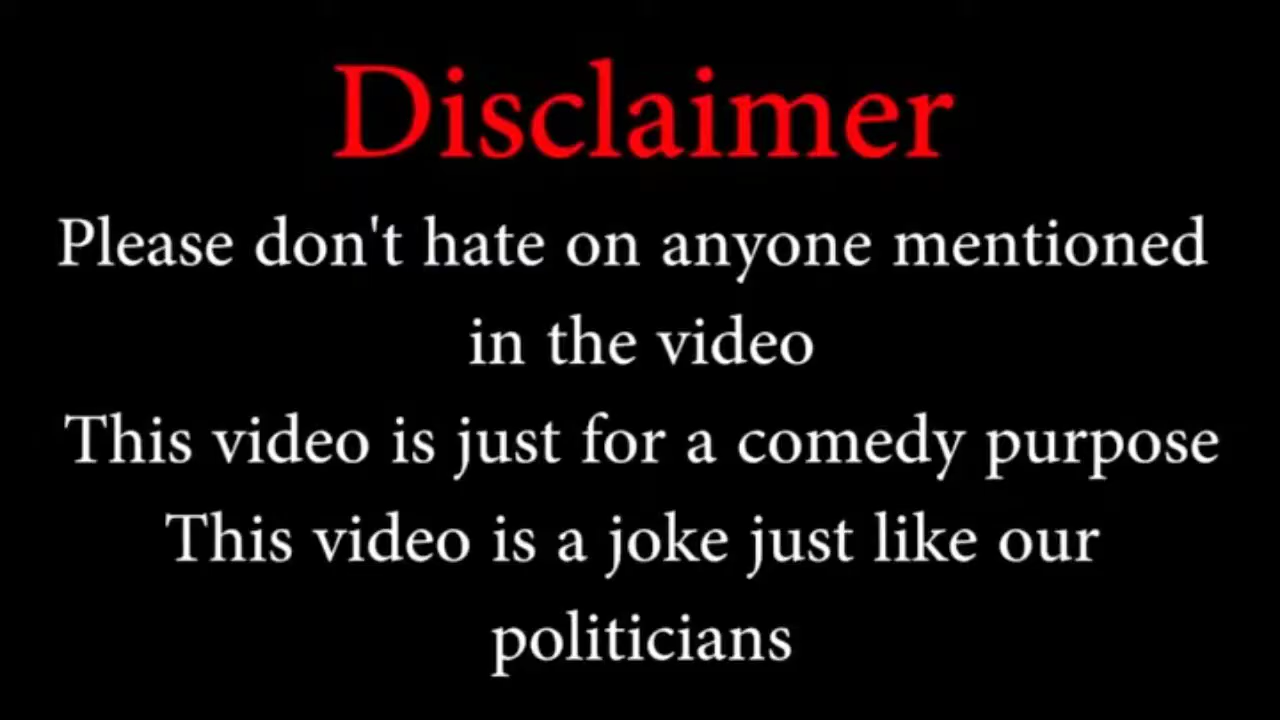 Disclaimer
Please don't hate on anyone mentioned
in the video
This video is just for a comedy purpose
This video is a joke just like our
politicians